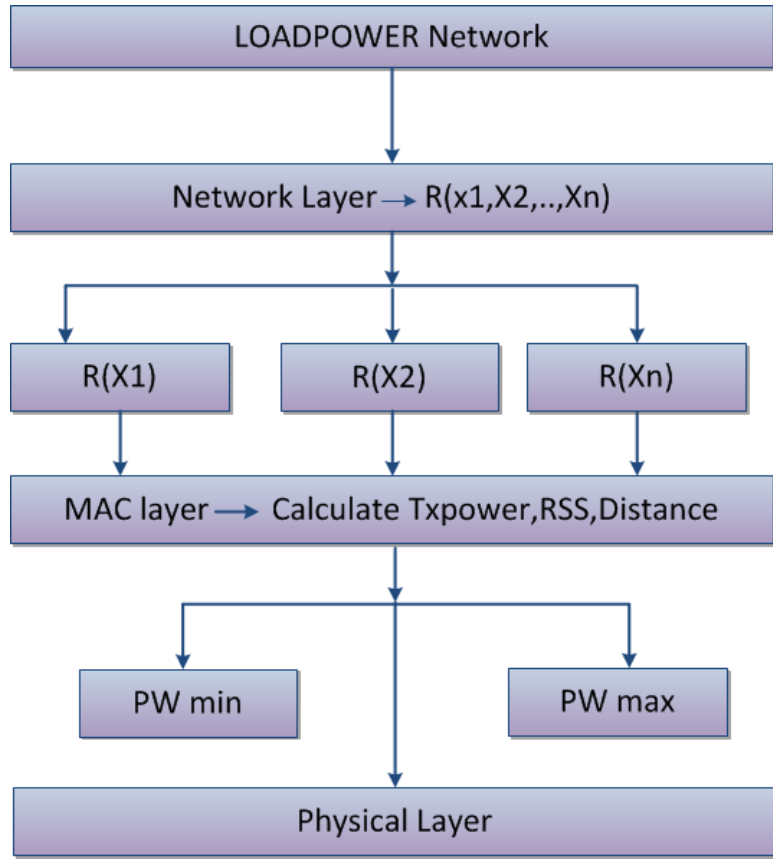 LOADPOWER Network
Network Layer → R(x1,X2,..,Xn)
R(X1)
R(X2)
R(Xn)
MAC layer → Calculate Txpower,RSS,Distance
PW min
PW max
Physical Layer